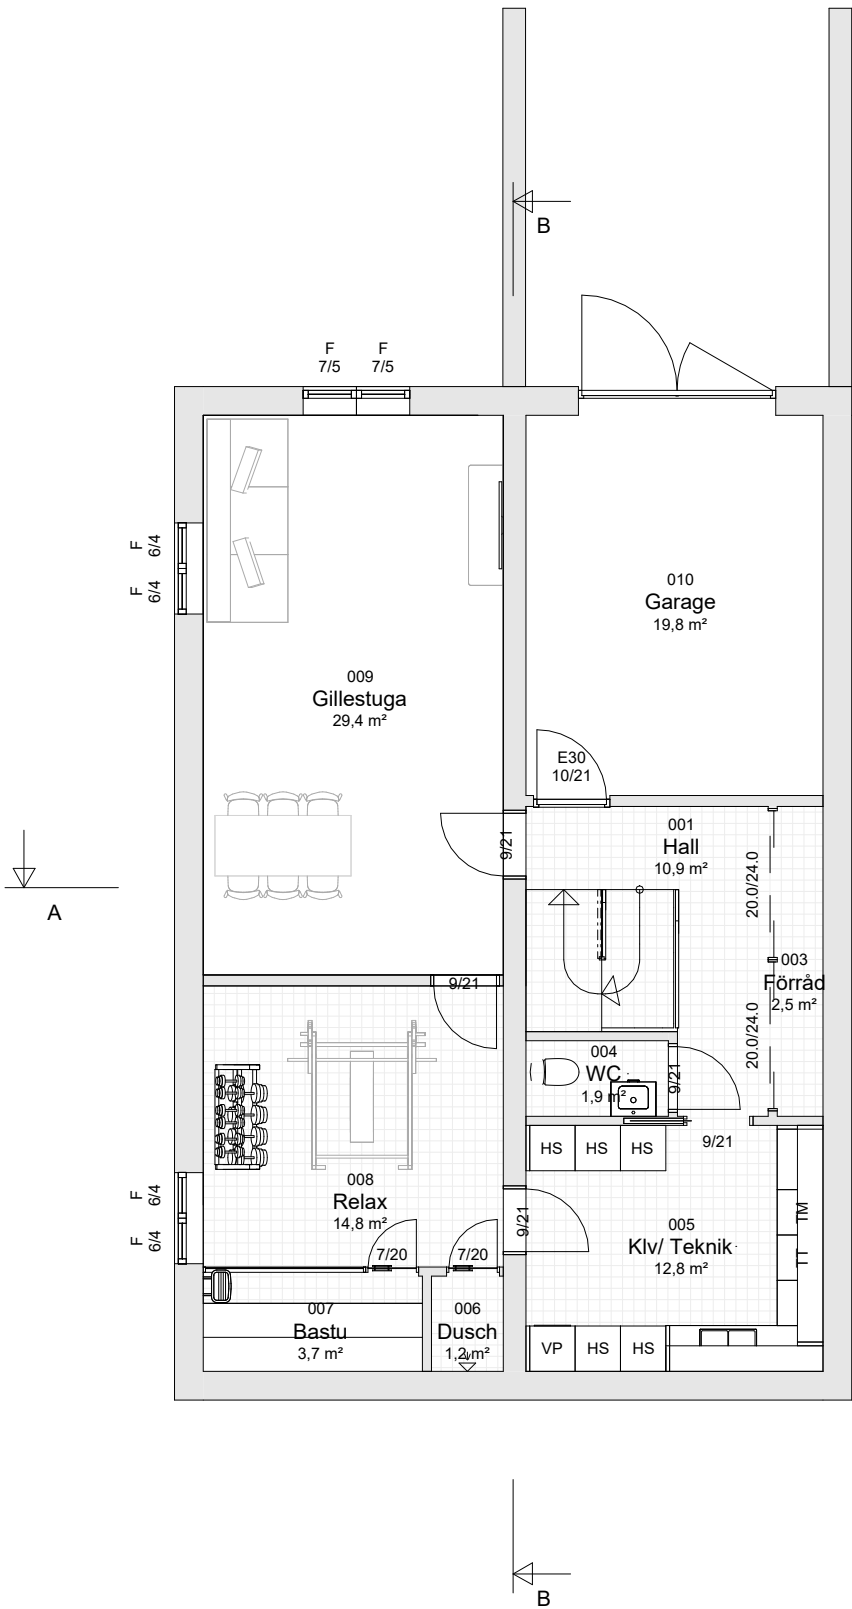 B
F
7/5
F
7/5
F
6/4
F
6/4
010
Garage
19,8 m²
009
Gillestuga
29,4 m²
E30
10/21
9/21
001
Hall
10,9 m²
20.0/24.0
A
003
Förråd
2,5 m²
9/21
20.0/24.0
004
WC
1,9 m²
9/21
9/21
HS
HS
HS
008
Relax
14,8 m²
F
6/4
F
6/4
9/21
005
Klv/ Teknik
12,8 m²
TM
TT
7/20
7/20
007
Bastu
3,7 m²
006
Dusch
1,2 m²
VP
HS
HS
B